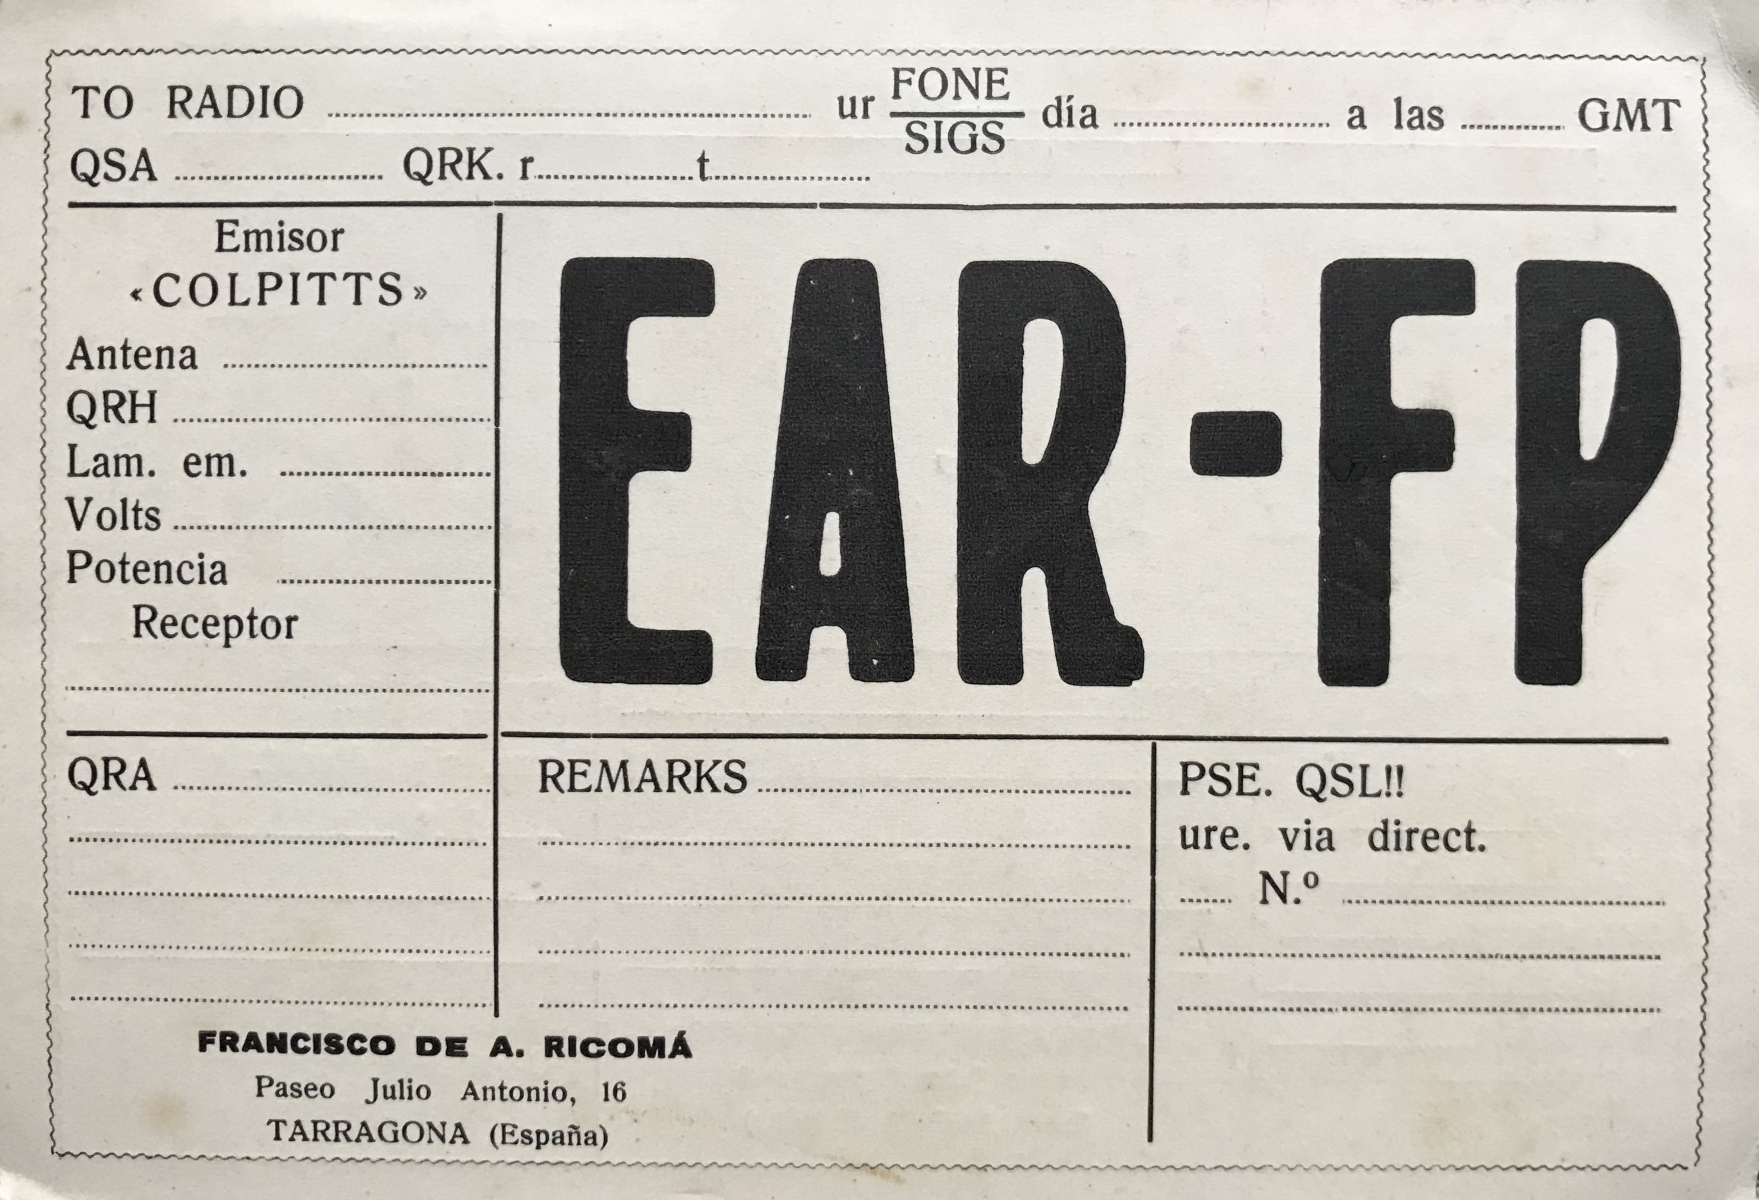 TO RADIO ........ ur FONE día ........ a las ........ GMT
SIGS
QSA ........ QRK. r ........ t ........
Emisor
«COLPITTS»
Antena ........
QRH ........
Lam. em. ........
Volts ........
Potencia ........
Receptor
EAR-FP
QRA ........
REMARKS ........
PSE. QSL!!
ure. via direct.
...... N.º ........
FRANCISCO DE A. RICOMÁ
Paseo Julio Antonio, 16
TARRAGONA (España)